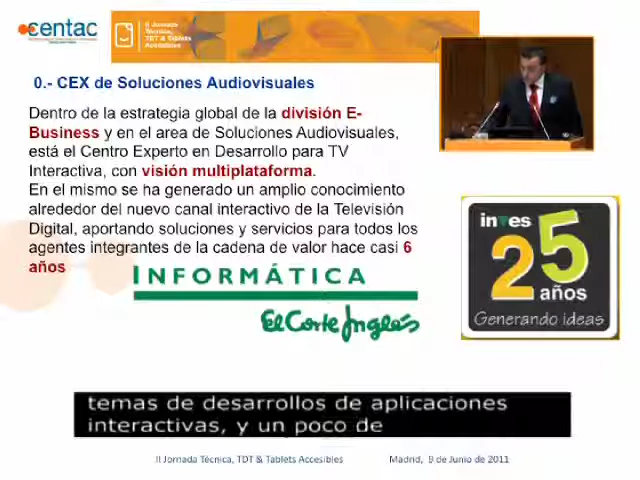 centac
II Jornada
Técnica,
TDT & Tablets
Accesibles
0.- CEX de Soluciones Audiovisuales
Dentro de la estrategia global de la división E-
Business y en el area de Soluciones Audiovisuales,
está el Centro Experto en Desarrollo para TV
Interactiva, con visión multiplataforma.
En el mismo se ha generado un amplio conocimiento
alrededor del nuevo canal interactivo de la Televisión
Digital, aportando soluciones y servicios para todos los
agentes integrantes de la cadena de valor hace casi 6
años
INFORMÁTICA
El Corte Inglés
inves
25
años
Generando ideas
temas de desarrollos de aplicaciones
interactivas, y un poco de
II Jornada Técnica, TDT & Tablets Accesibles Madrid, 9 de Junio de 2011